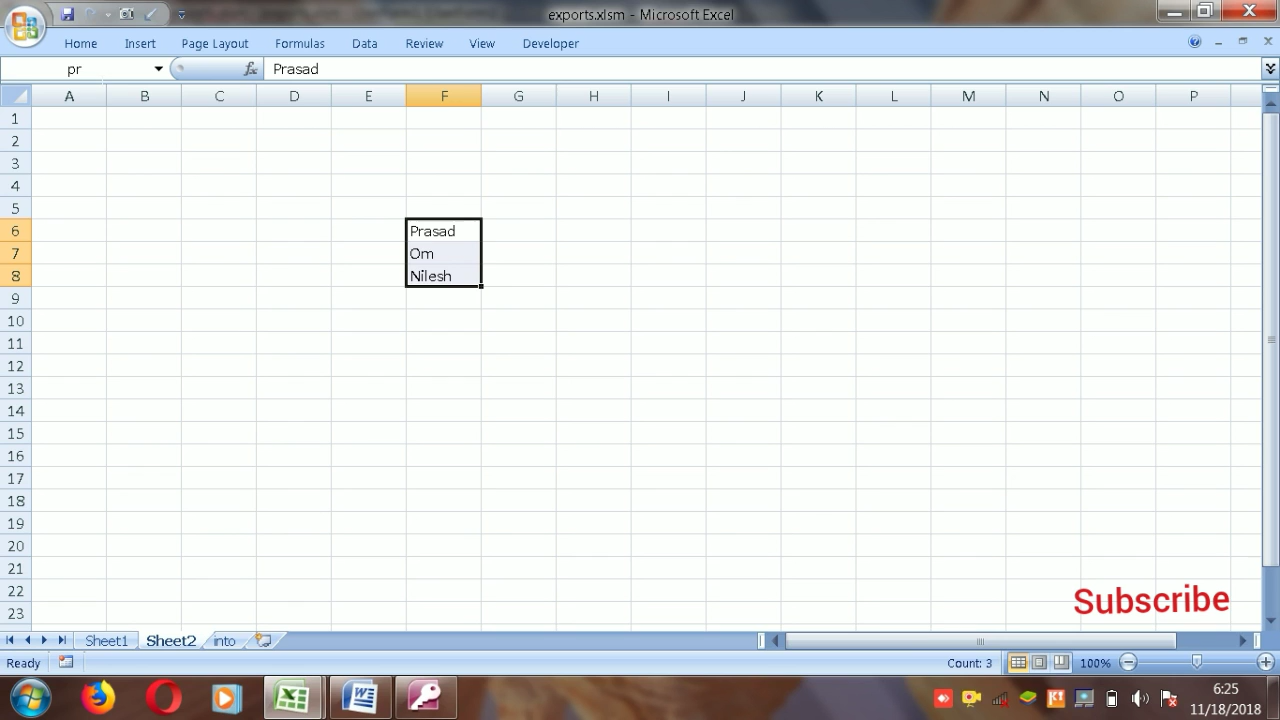 exports.xlsm - Microsoft Excel
Home Insert Page Layout Formulas Data Review View Developer
pr fx Prasad
A B C D E F G H I J K L M N O P
1
2
3
4
5
6 Prasad
7 Om
8 Nilesh
9
10
11
12
13
14
15
16
17
18
19
20
21
22
23
Subscribe
Sheet1 Sheet2 into
Ready Count: 3 100%
6:25
11/18/2018